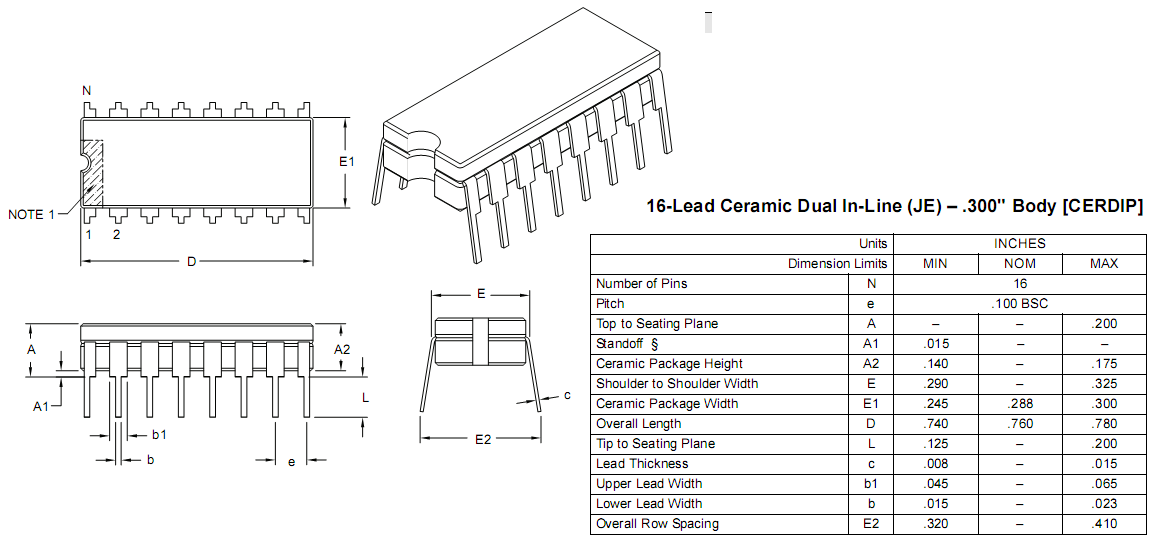 N
E1
NOTE 1
1 2
D
E
A
A2
A1
L
c
b1
b
e
E2
16-Lead Ceramic Dual In-Line (JE) – .300" Body [CERDIP]
Units INCHES
Dimension Limits MIN NOM MAX
Number of Pins N 16
Pitch e .100 BSC
Top to Seating Plane A – – .200
Standoff § A1 .015 – –
Ceramic Package Height A2 .140 – .175
Shoulder to Shoulder Width E .290 – .325
Ceramic Package Width E1 .245 .288 .300
Overall Length D .740 .760 .780
Tip to Seating Plane L .125 – .200
Lead Thickness c .008 – .015
Upper Lead Width b1 .045 – .065
Lower Lead Width b .015 – .023
Overall Row Spacing E2 .320 – .410